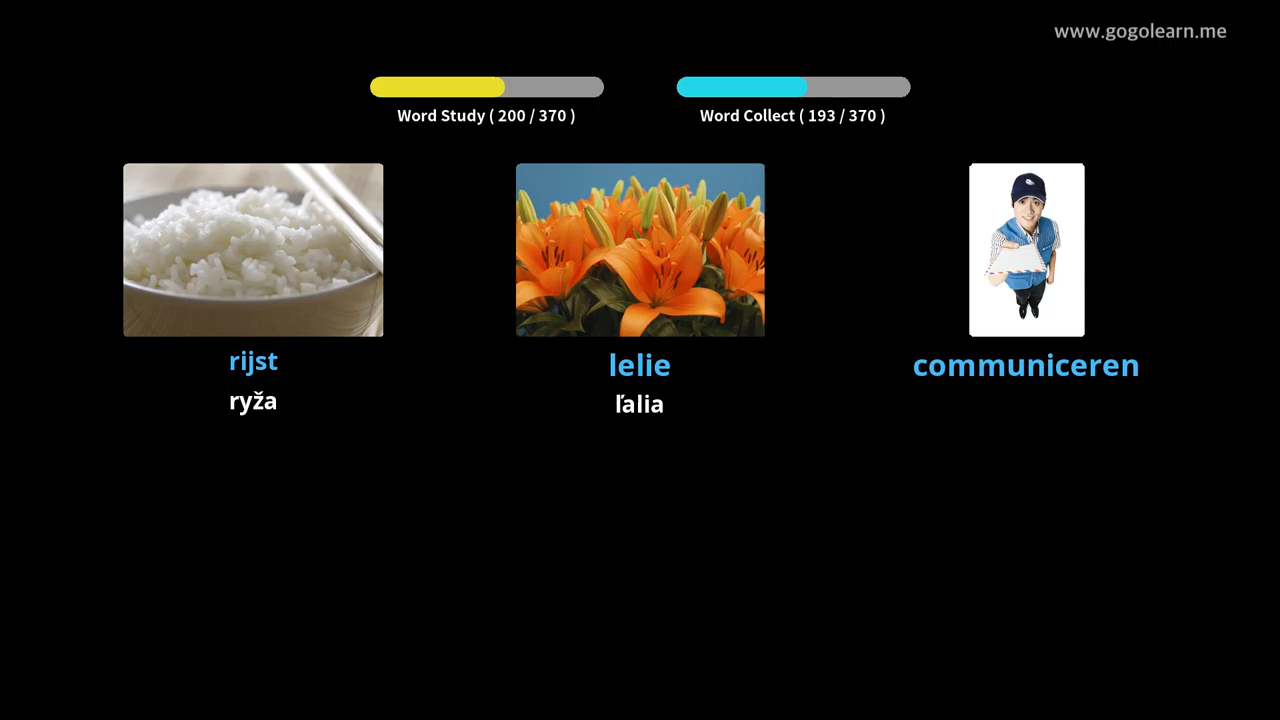 www.gogolearn.me
Word Study ( 200 / 370 )
Word Collect ( 193 / 370 )
rijst
lelie
communiceren
ryža
ľalia